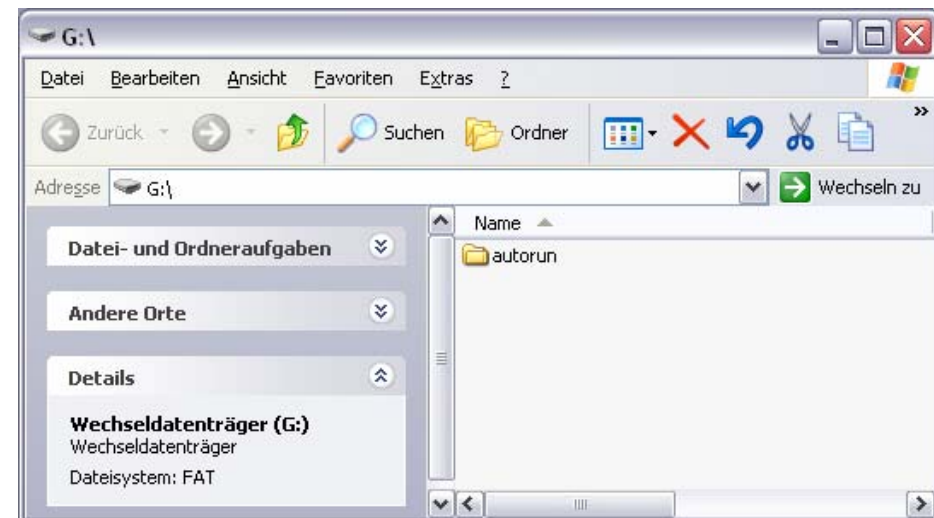 G:\
Datei Bearbeiten Ansicht Favoriten Extras ?
Zurück Suchen Ordner »
Adresse G:\ Wechseln zu
Name
Datei- und Ordneraufgaben
autorun
Andere Orte
Details
Wechseldatenträger (G:)
Wechseldatenträger
Dateisystem: FAT